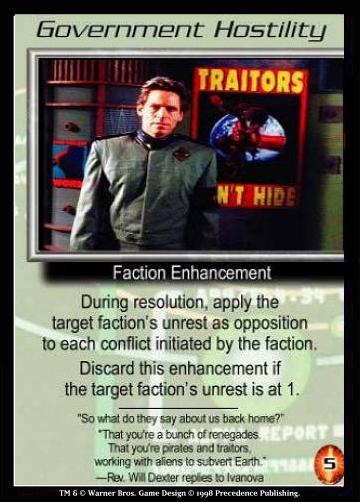 Government Hostility
TRAITORS
N'T HIDE
Faction Enhancement
During resolution, apply the
target faction's unrest as opposition
to each conflict initiated by the faction.
Discard this enhancement if
the target faction's unrest is at 1.
"So what do they say about us back home?"
"That you're a bunch of renegades.
That you're pirates and traitors,
working with aliens to subvert Earth."
—Rev. Will Dexter replies to Ivanova
REPORT
5
TM & © Warner Bros. Game Design © 1998 Precedence Publishing.